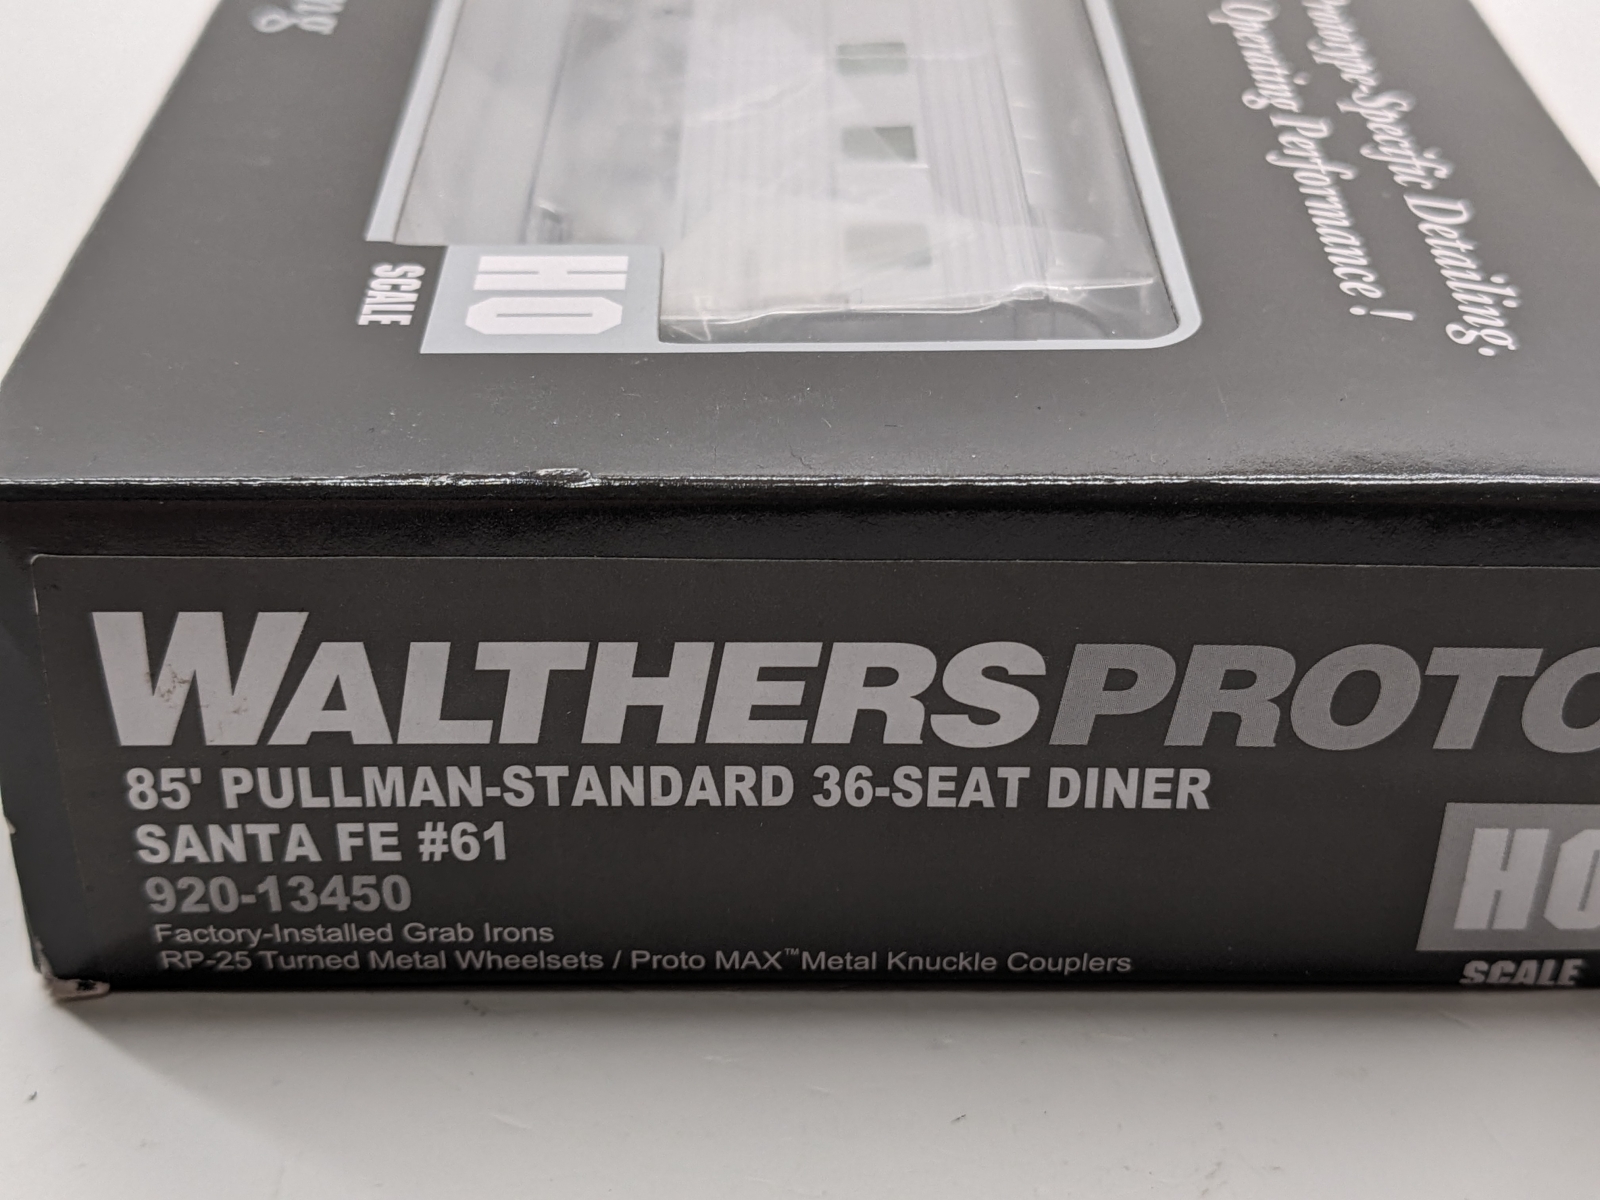 Prototype-Specific Detailing.
Operating Performance!
HO
SCALE
WALTHERSPROTO
85' PULLMAN-STANDARD 36-SEAT DINER
SANTA FE #61
920-13450
Factory-Installed Grab Irons
RP-25 Turned Metal Wheelsets / Proto MAX™ Metal Knuckle Couplers
HO
SCALE